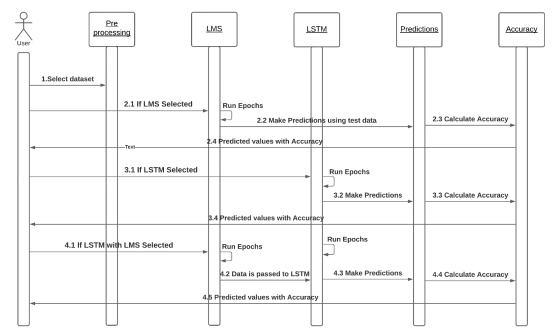 Pre
processing
LMS
LSTM
Predictions
Accuracy
User
1.Select dataset
2.1 If LMS Selected
Run Epochs
2.2 Make Predictions using test data
2.3 Calculate Accuracy
2.4 Predicted values with Accuracy
Text
3.1 If LSTM Selected
Run Epochs
3.2 Make Predictions
3.3 Calculate Accuracy
3.4 Predicted values with Accuracy
4.1 If LSTM with LMS Selected
Run Epochs
Run Epochs
4.2 Data is passed to LSTM
4.3 Make Predictions
4.4 Calculate Accuracy
4.5 Predicted values with Accuracy